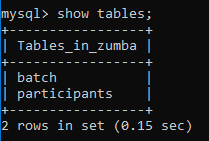 mysql> show tables;
+-----------------+
| Tables_in_zumba |
+-----------------+
| batch           |
| participants    |
+-----------------+
2 rows in set (0.15 sec)